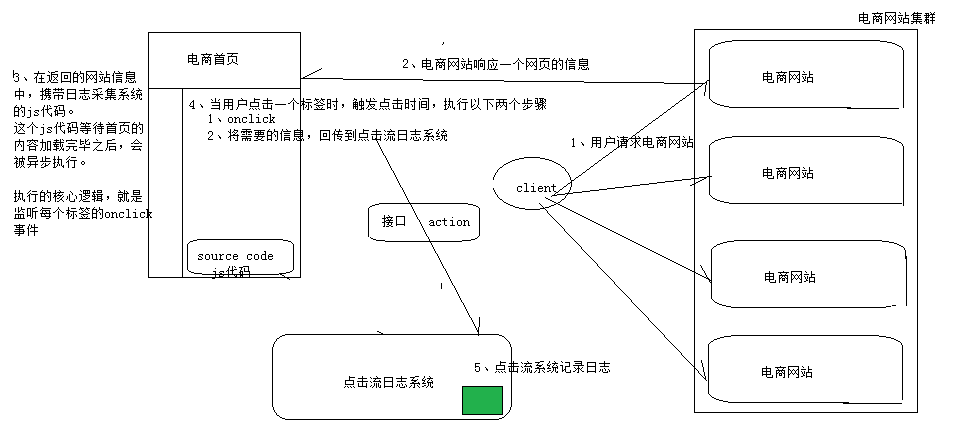 电商网站集群
电商首页
2、电商网站响应一个网页的信息
电商网站
3、在返回的网站信息
中，携带日志采集系统
的js代码。
这个js代码等待首页的
内容加载完毕之后，会
被异步执行。
执行的核心逻辑，就是
监听每个标签的onclick
事件
4、当用户点击一个标签时，触发点击时间，执行以下两个步骤
1、onclick
2、将需要的信息，回传到点击流日志系统
1、用户请求电商网站
电商网站
client
接口 action
source code
js代码
电商网站
5、点击流系统记录日志
点击流日志系统
电商网站